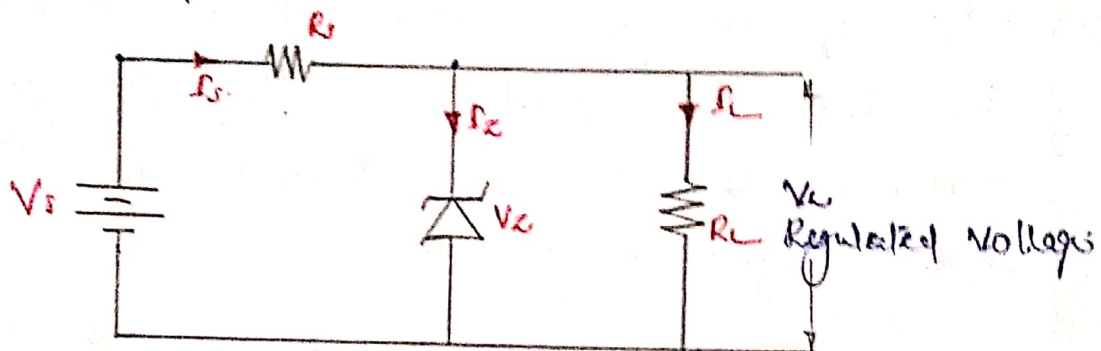 Rs
Is
Iz
IL
Vs
Vz
RL
VL
Regulated Voltage